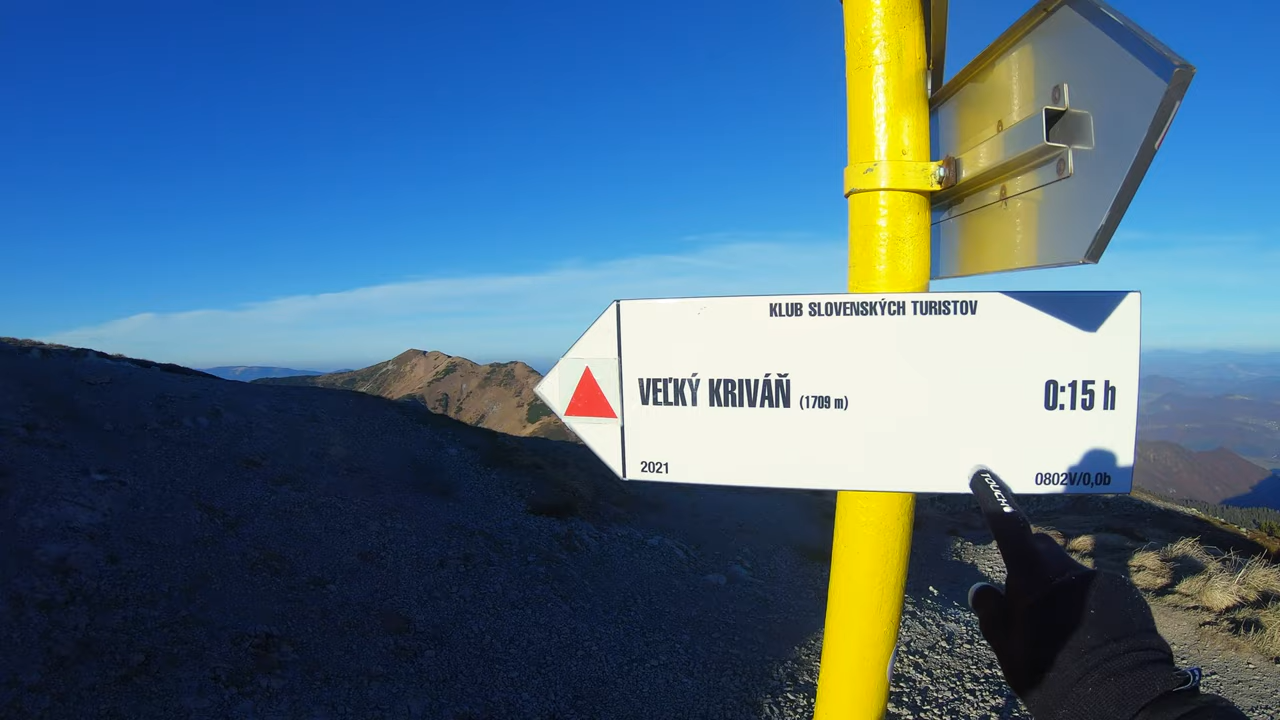 KLUB SLOVENSKÝCH TURISTOV
VEĽKÝ KRIVÁŇ (1709 m)
0:15 h
2021
0802V/0,0b
TOUCH